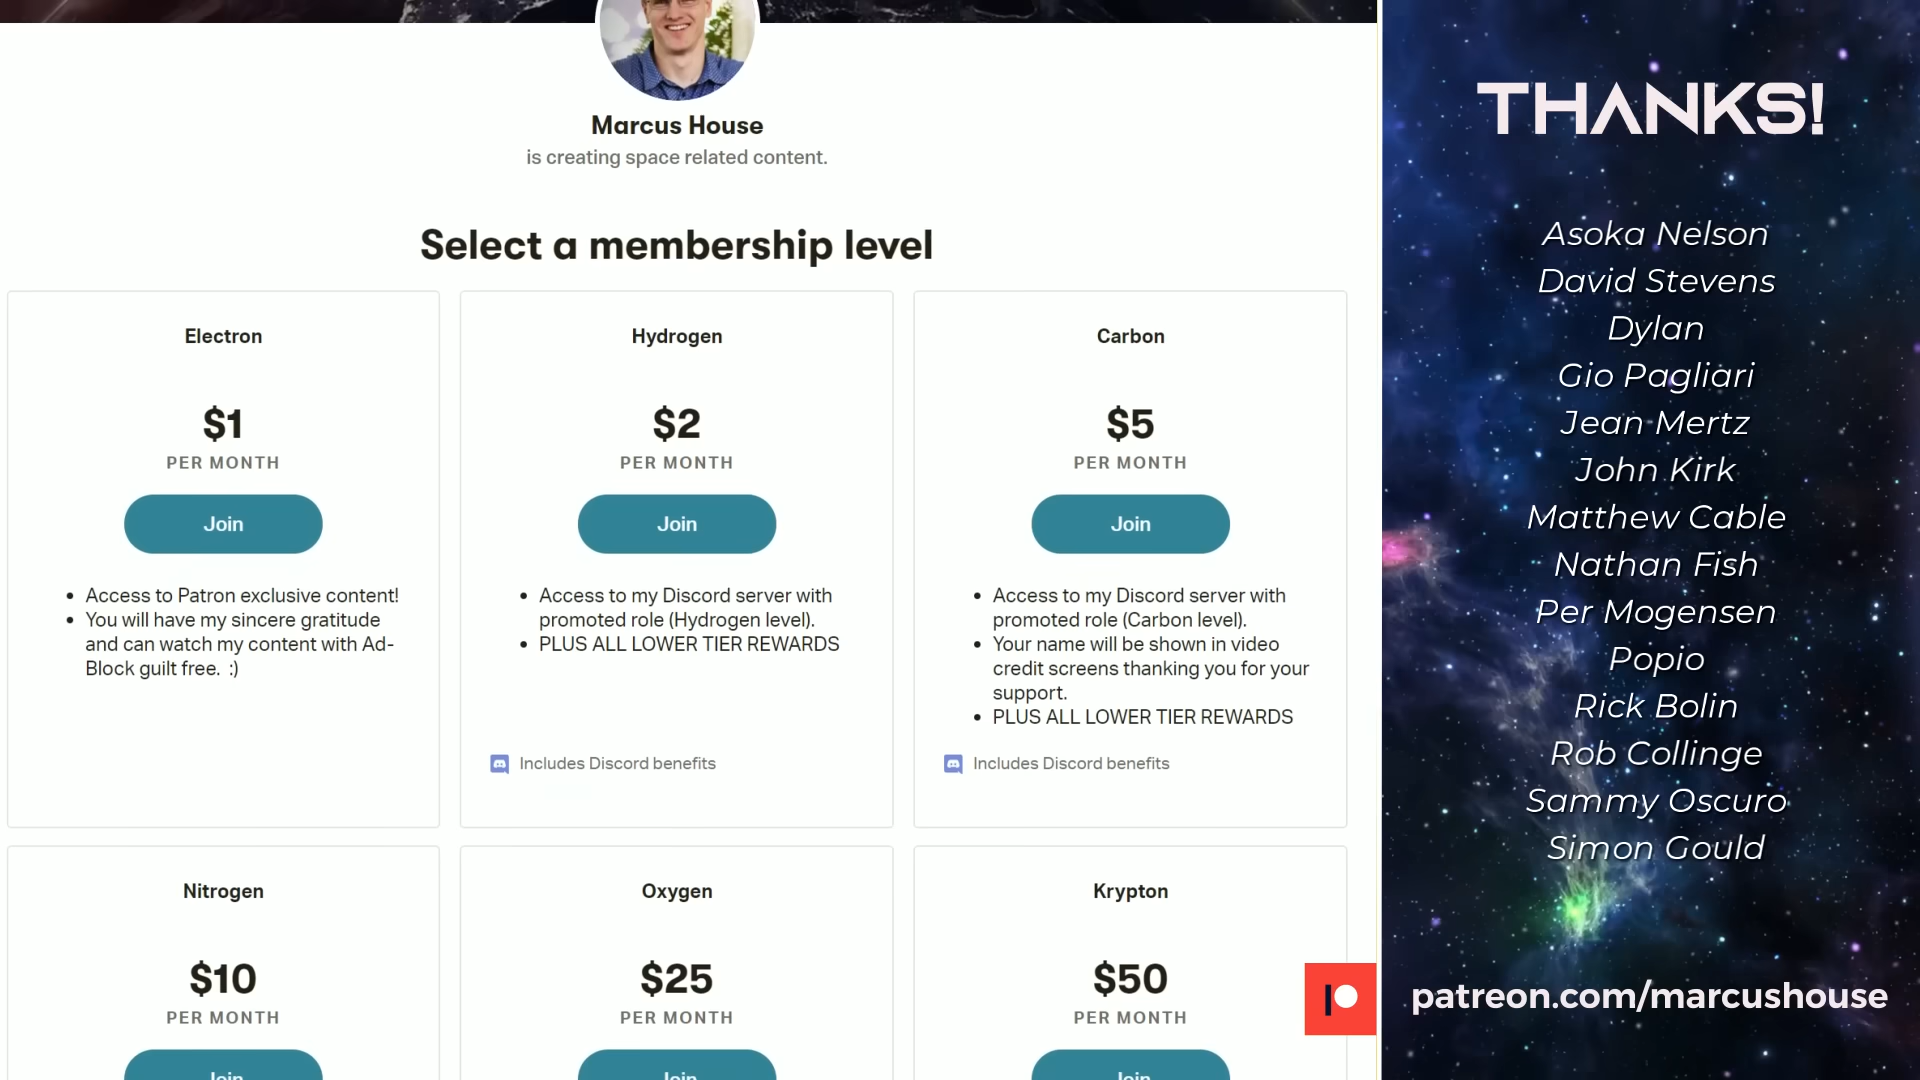 Marcus House
is creating space related content.
Select a membership level
Electron
$1
PER MONTH
Join
• Access to Patron exclusive content!
• You will have my sincere gratitude
and can watch my content with Ad-
Block guilt free.  :)
Hydrogen
$2
PER MONTH
Join
• Access to my Discord server with
promoted role (Hydrogen level).
• PLUS ALL LOWER TIER REWARDS
Includes Discord benefits
Carbon
$5
PER MONTH
Join
• Access to my Discord server with
promoted role (Carbon level).
• Your name will be shown in video
credit screens thanking you for your
support.
• PLUS ALL LOWER TIER REWARDS
Includes Discord benefits
Nitrogen
$10
PER MONTH
Join
Oxygen
$25
PER MONTH
Join
Krypton
$50
PER MONTH
Join
THANKS!
Asoka Nelson
David Stevens
Dylan
Gio Pagliari
Jean Mertz
John Kirk
Matthew Cable
Nathan Fish
Per Mogensen
Popio
Rick Bolin
Rob Collinge
Sammy Oscuro
Simon Gould
patreon.com/marcushouse